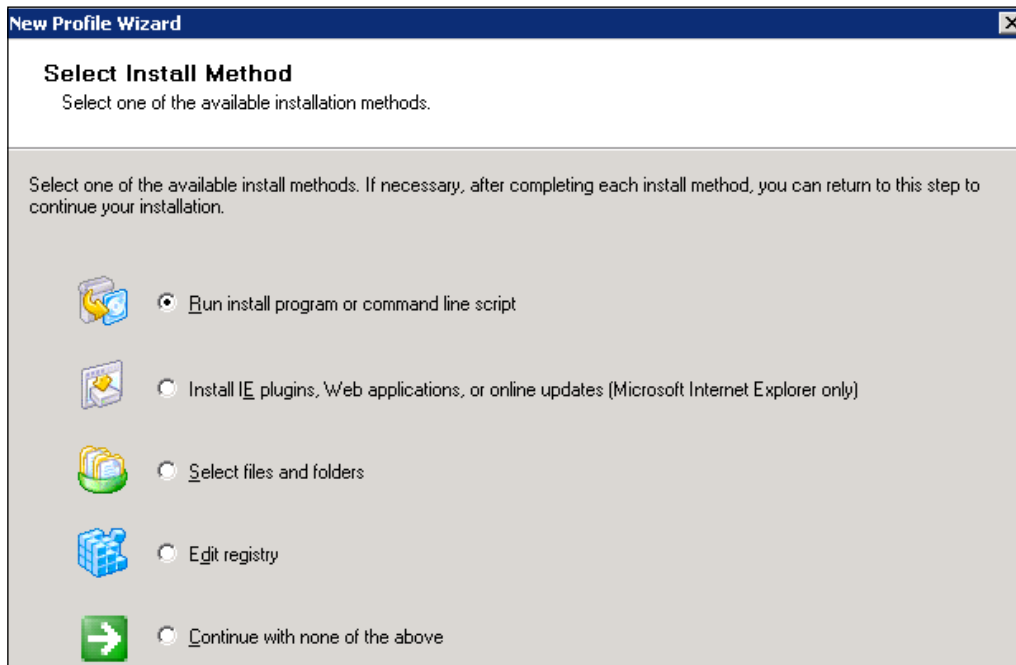 New Profile Wizard
Select Install Method
Select one of the available installation methods.
Select one of the available install methods. If necessary, after completing each install method, you can return to this step to
continue your installation.
Run install program or command line script
Install IE plugins, Web applications, or online updates (Microsoft Internet Explorer only)
Select files and folders
Edit registry
Continue with none of the above